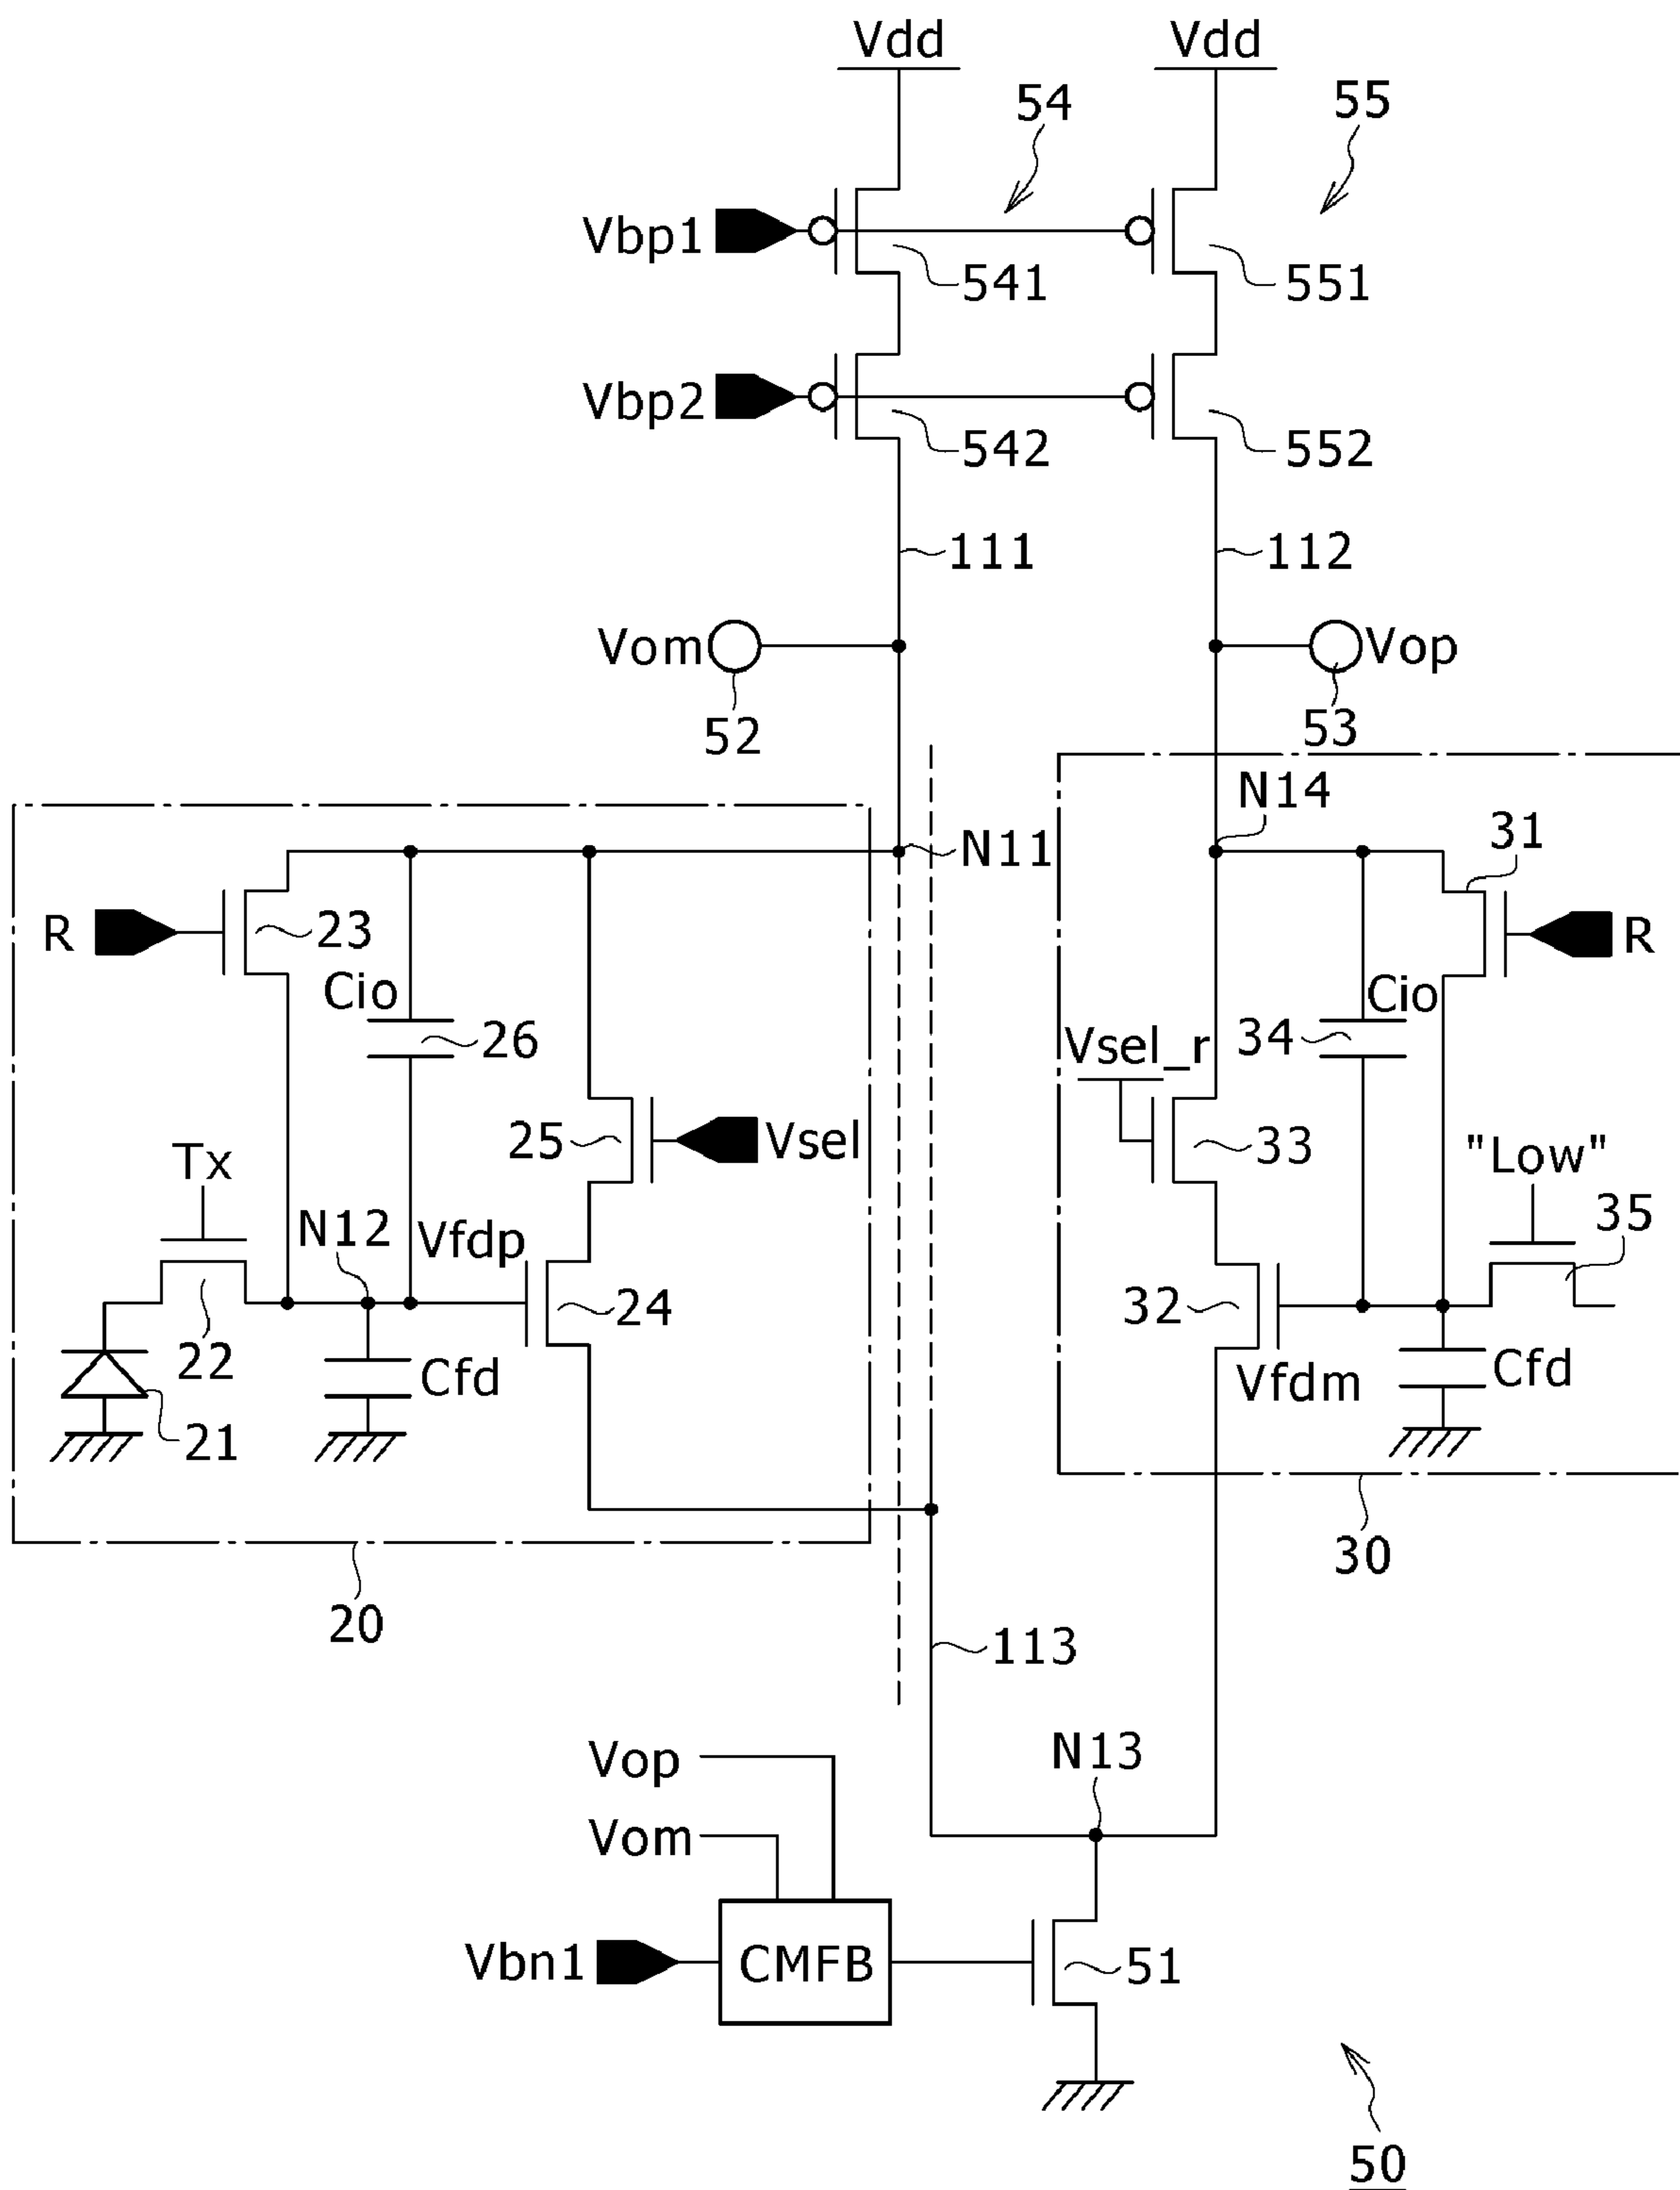 Vdd Vdd
54 55
Vbp1
541 551
Vbp2
542 552
111 112
Vom Vop
52 53
N14
N11 31
R 23 R
Cio Cio
26 34
Vsel_r
25 Vsel 33
Tx "Low"
N12 Vfdp 35
24 32
22 Cfd Vfdm Cfd
21
30
20
113
Vop N13
Vom
Vbn1 CMFB 51
50